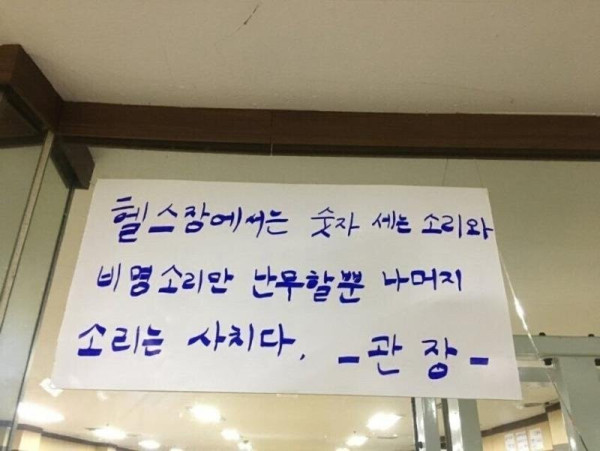 헬스장에서는 숫자 세는 소리와
비명소리만 난무할뿐 나머지
소리는 사치다. - 관장 -